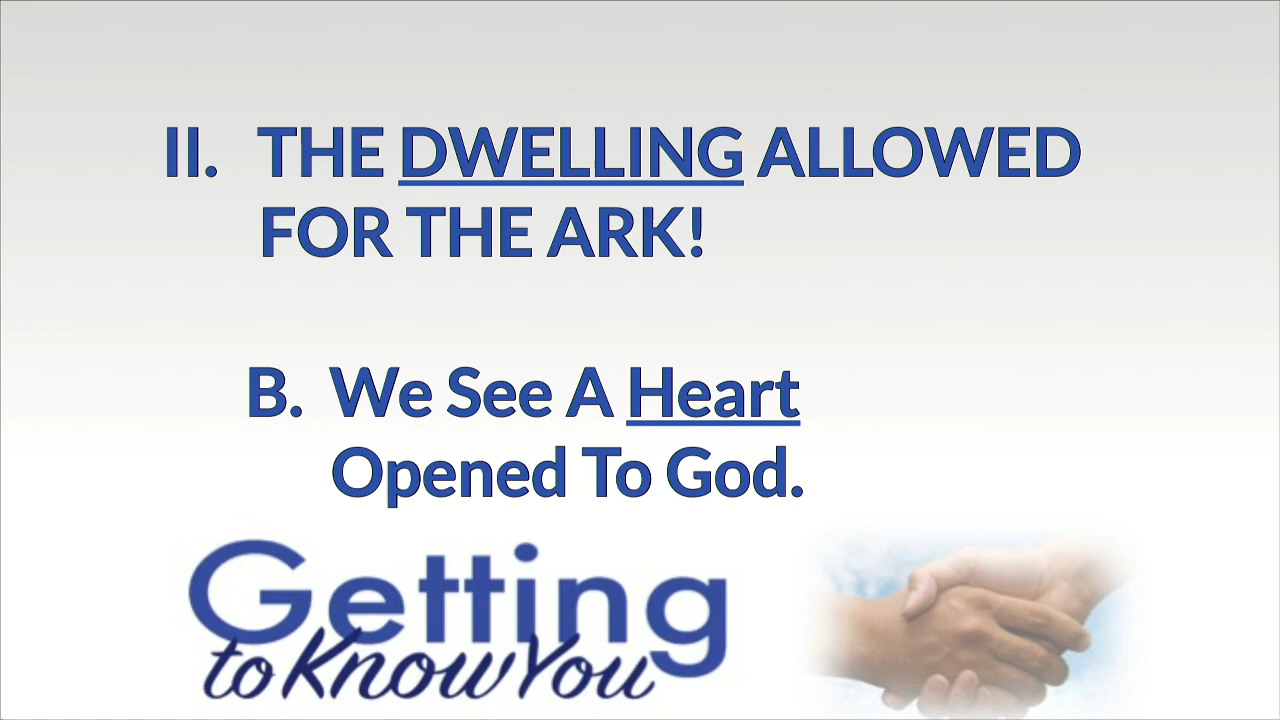 II. THE DWELLING ALLOWED
FOR THE ARK!
B. We See A Heart
Opened To God.
Getting
to Know You